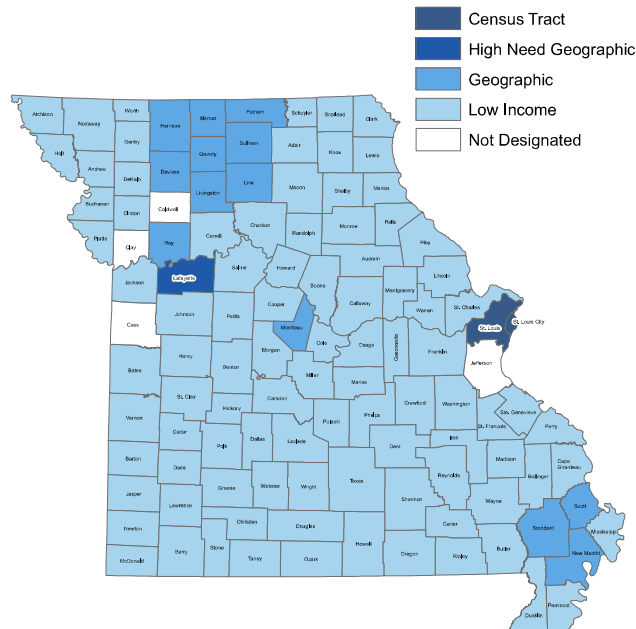 Census Tract
High Need Geographic
Geographic
Low Income
Not Designated
Atchison
Nodaway
Worth
Harrison
Mercer
Putnam
Schuyler
Scotland
Clark
Holt
Gentry
Sullivan
Adair
Knox
Lewis
Andrew
DeKalb
Daviess
Grundy
Linn
Macon
Shelby
Marion
Buchanan
Clinton
Caldwell
Livingston
Chariton
Randolph
Monroe
Ralls
Pike
Platte
Clay
Ray
Carroll
Audrain
Jackson
Lafayette
Saline
Howard
Boone
Callaway
Montgomery
Lincoln
Warren
St. Charles
St. Louis
St. Louis City
Cass
Johnson
Pettis
Cooper
Moniteau
Cole
Osage
Gasconade
Franklin
Jefferson
Bates
Henry
Benton
Morgan
Miller
Maries
Crawford
Washington
Ste. Genevieve
St. Francois
Perry
Vernon
St. Clair
Hickory
Camden
Pulaski
Phelps
Dent
Iron
Madison
Cape
Girardeau
Bollinger
Barton
Cedar
Polk
Dallas
Laclede
Texas
Reynolds
Wayne
Jasper
Dade
Greene
Webster
Wright
Shannon
Scott
Stoddard
Mississippi
Newton
Lawrence
Christian
Douglas
Howell
Carter
Butler
New Madrid
McDonald
Barry
Stone
Taney
Ozark
Oregon
Ripley
Dunklin
Pemiscot